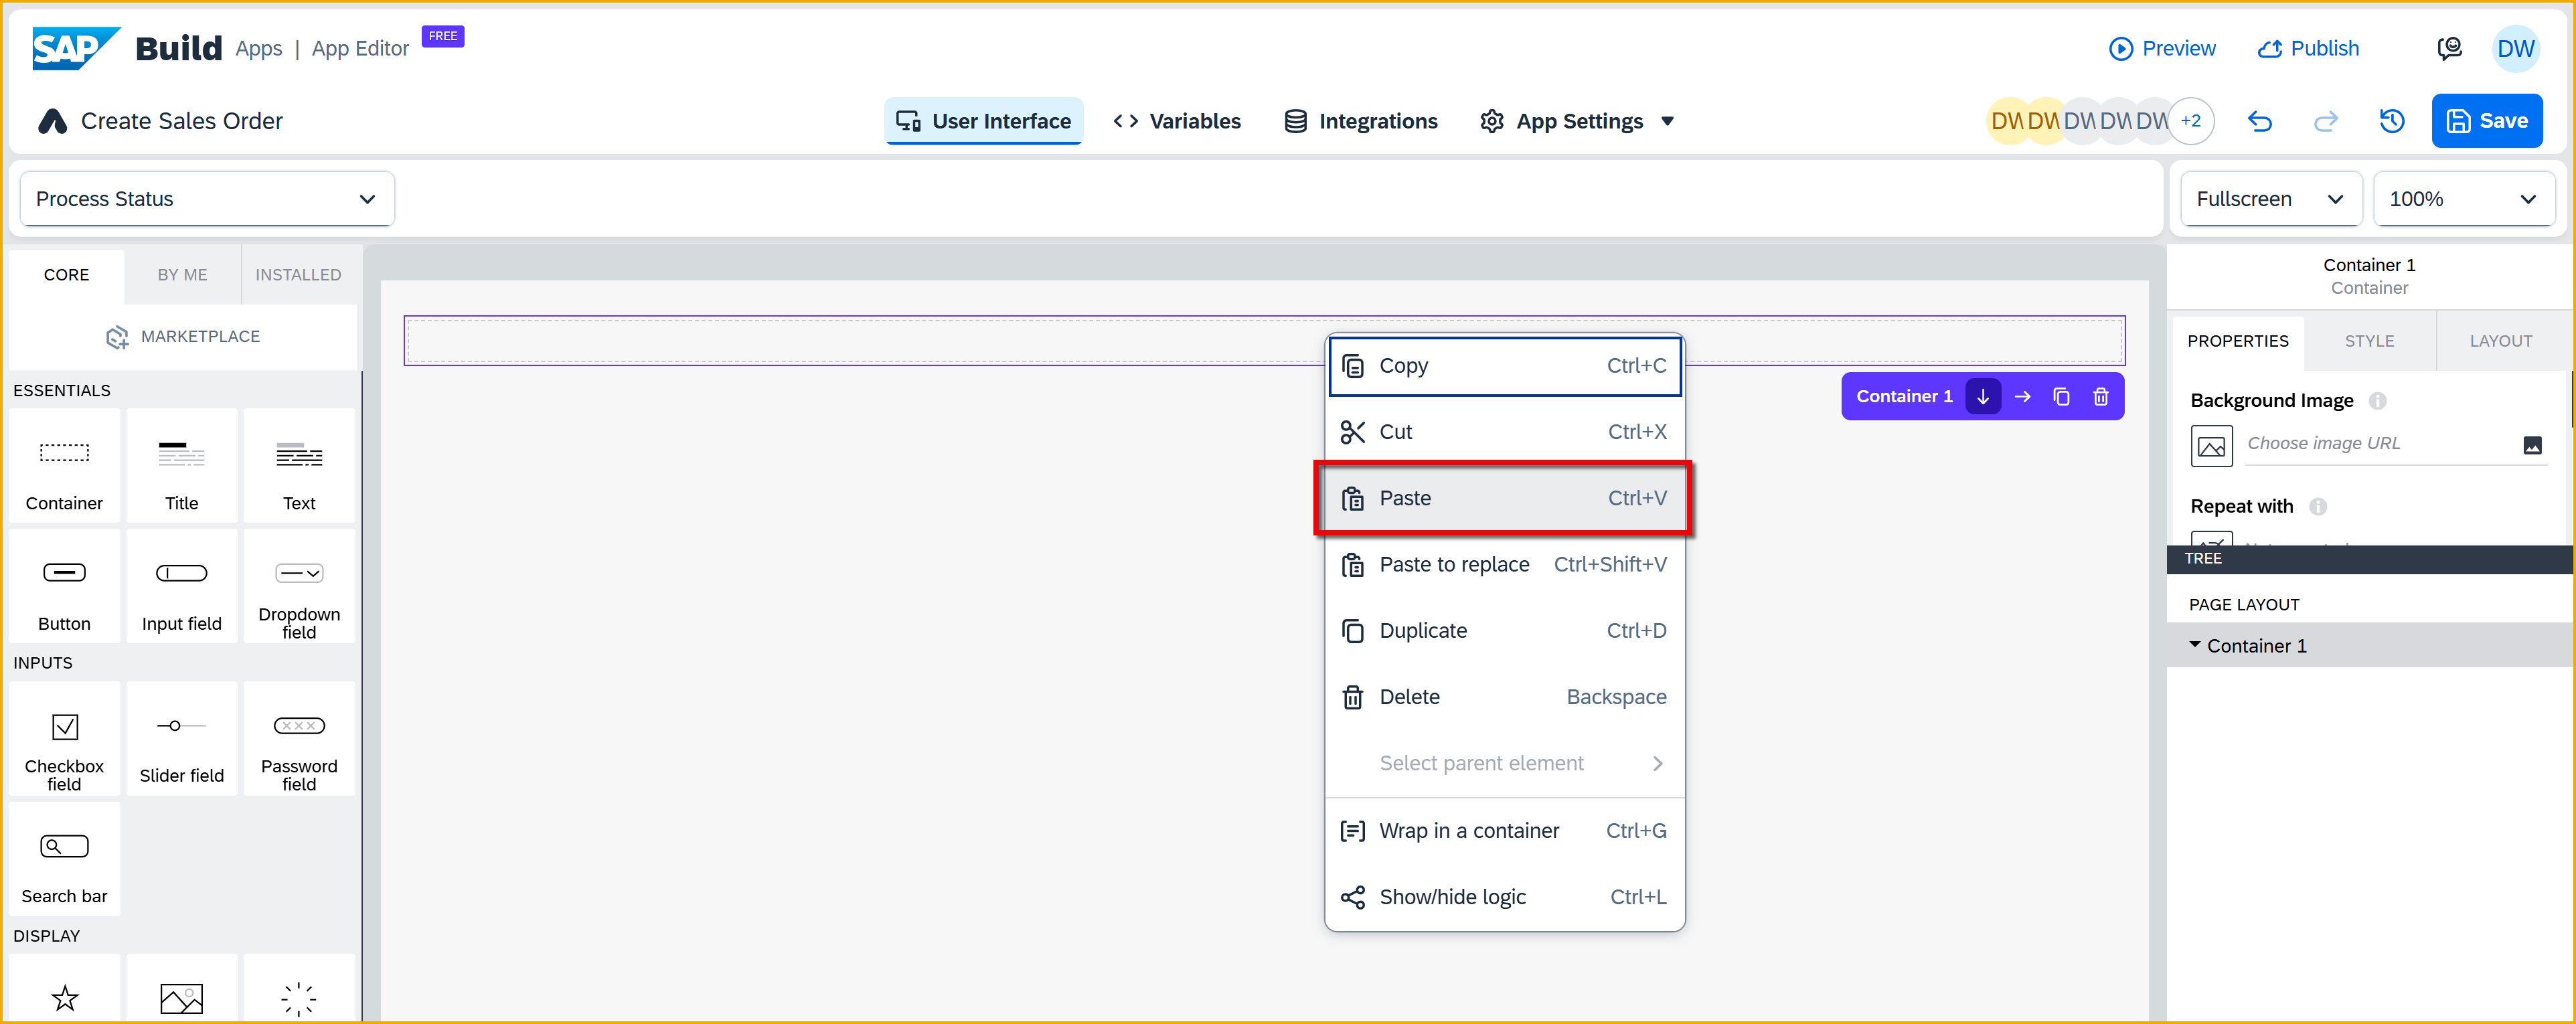 SAP Build Apps | App Editor FREE
Preview Publish DW
Create Sales Order
User Interface Variables Integrations App Settings
DW DW DW DW DW +2 Save
Process Status
Fullscreen 100%
CORE BY ME INSTALLED
MARKETPLACE
ESSENTIALS
Container Title Text
Button Input field Dropdown field
INPUTS
Checkbox field Slider field Password field
Search bar
DISPLAY
Copy Ctrl+C
Cut Ctrl+X
Paste Ctrl+V
Paste to replace Ctrl+Shift+V
Duplicate Ctrl+D
Delete Backspace
Select parent element
Wrap in a container Ctrl+G
Show/hide logic Ctrl+L
Container 1
Container 1
Container
PROPERTIES STYLE LAYOUT
Background Image
Choose image URL
Repeat with
TREE
PAGE LAYOUT
Container 1